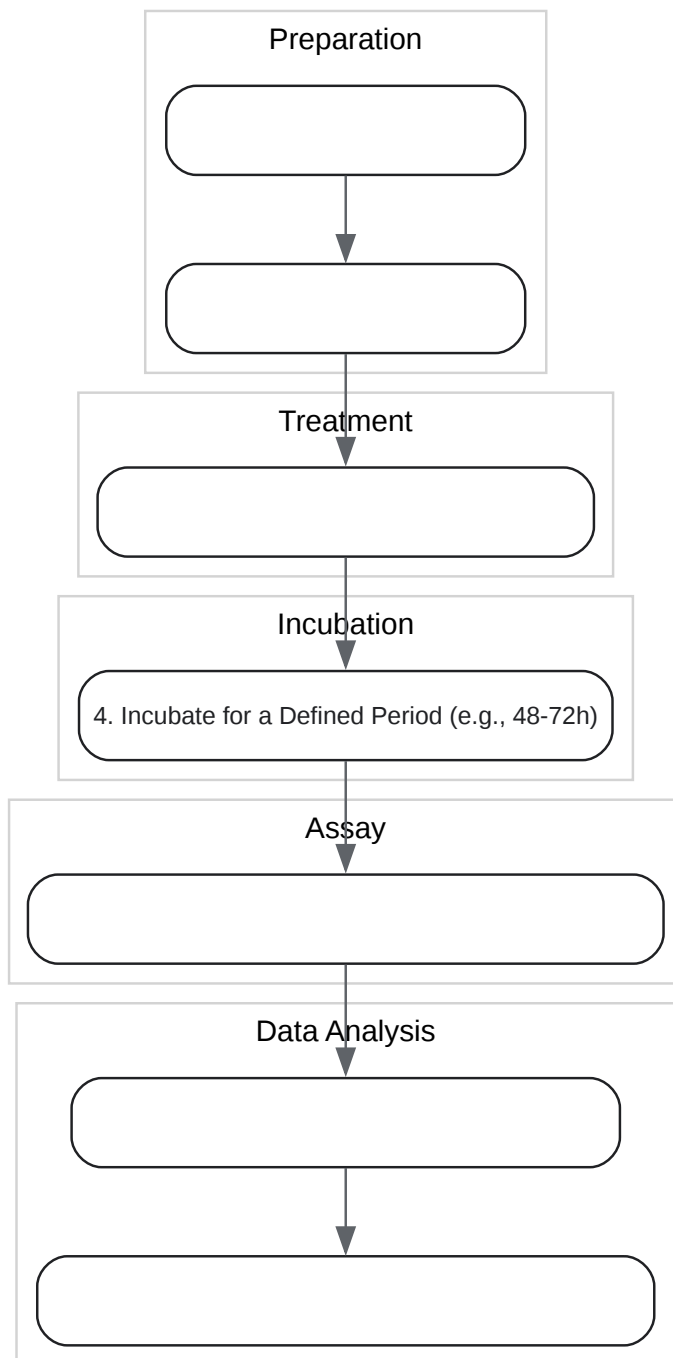 Preparation
Treatment
Incubation
4. Incubate for a Defined Period (e.g., 48-72h)
Assay
Data Analysis